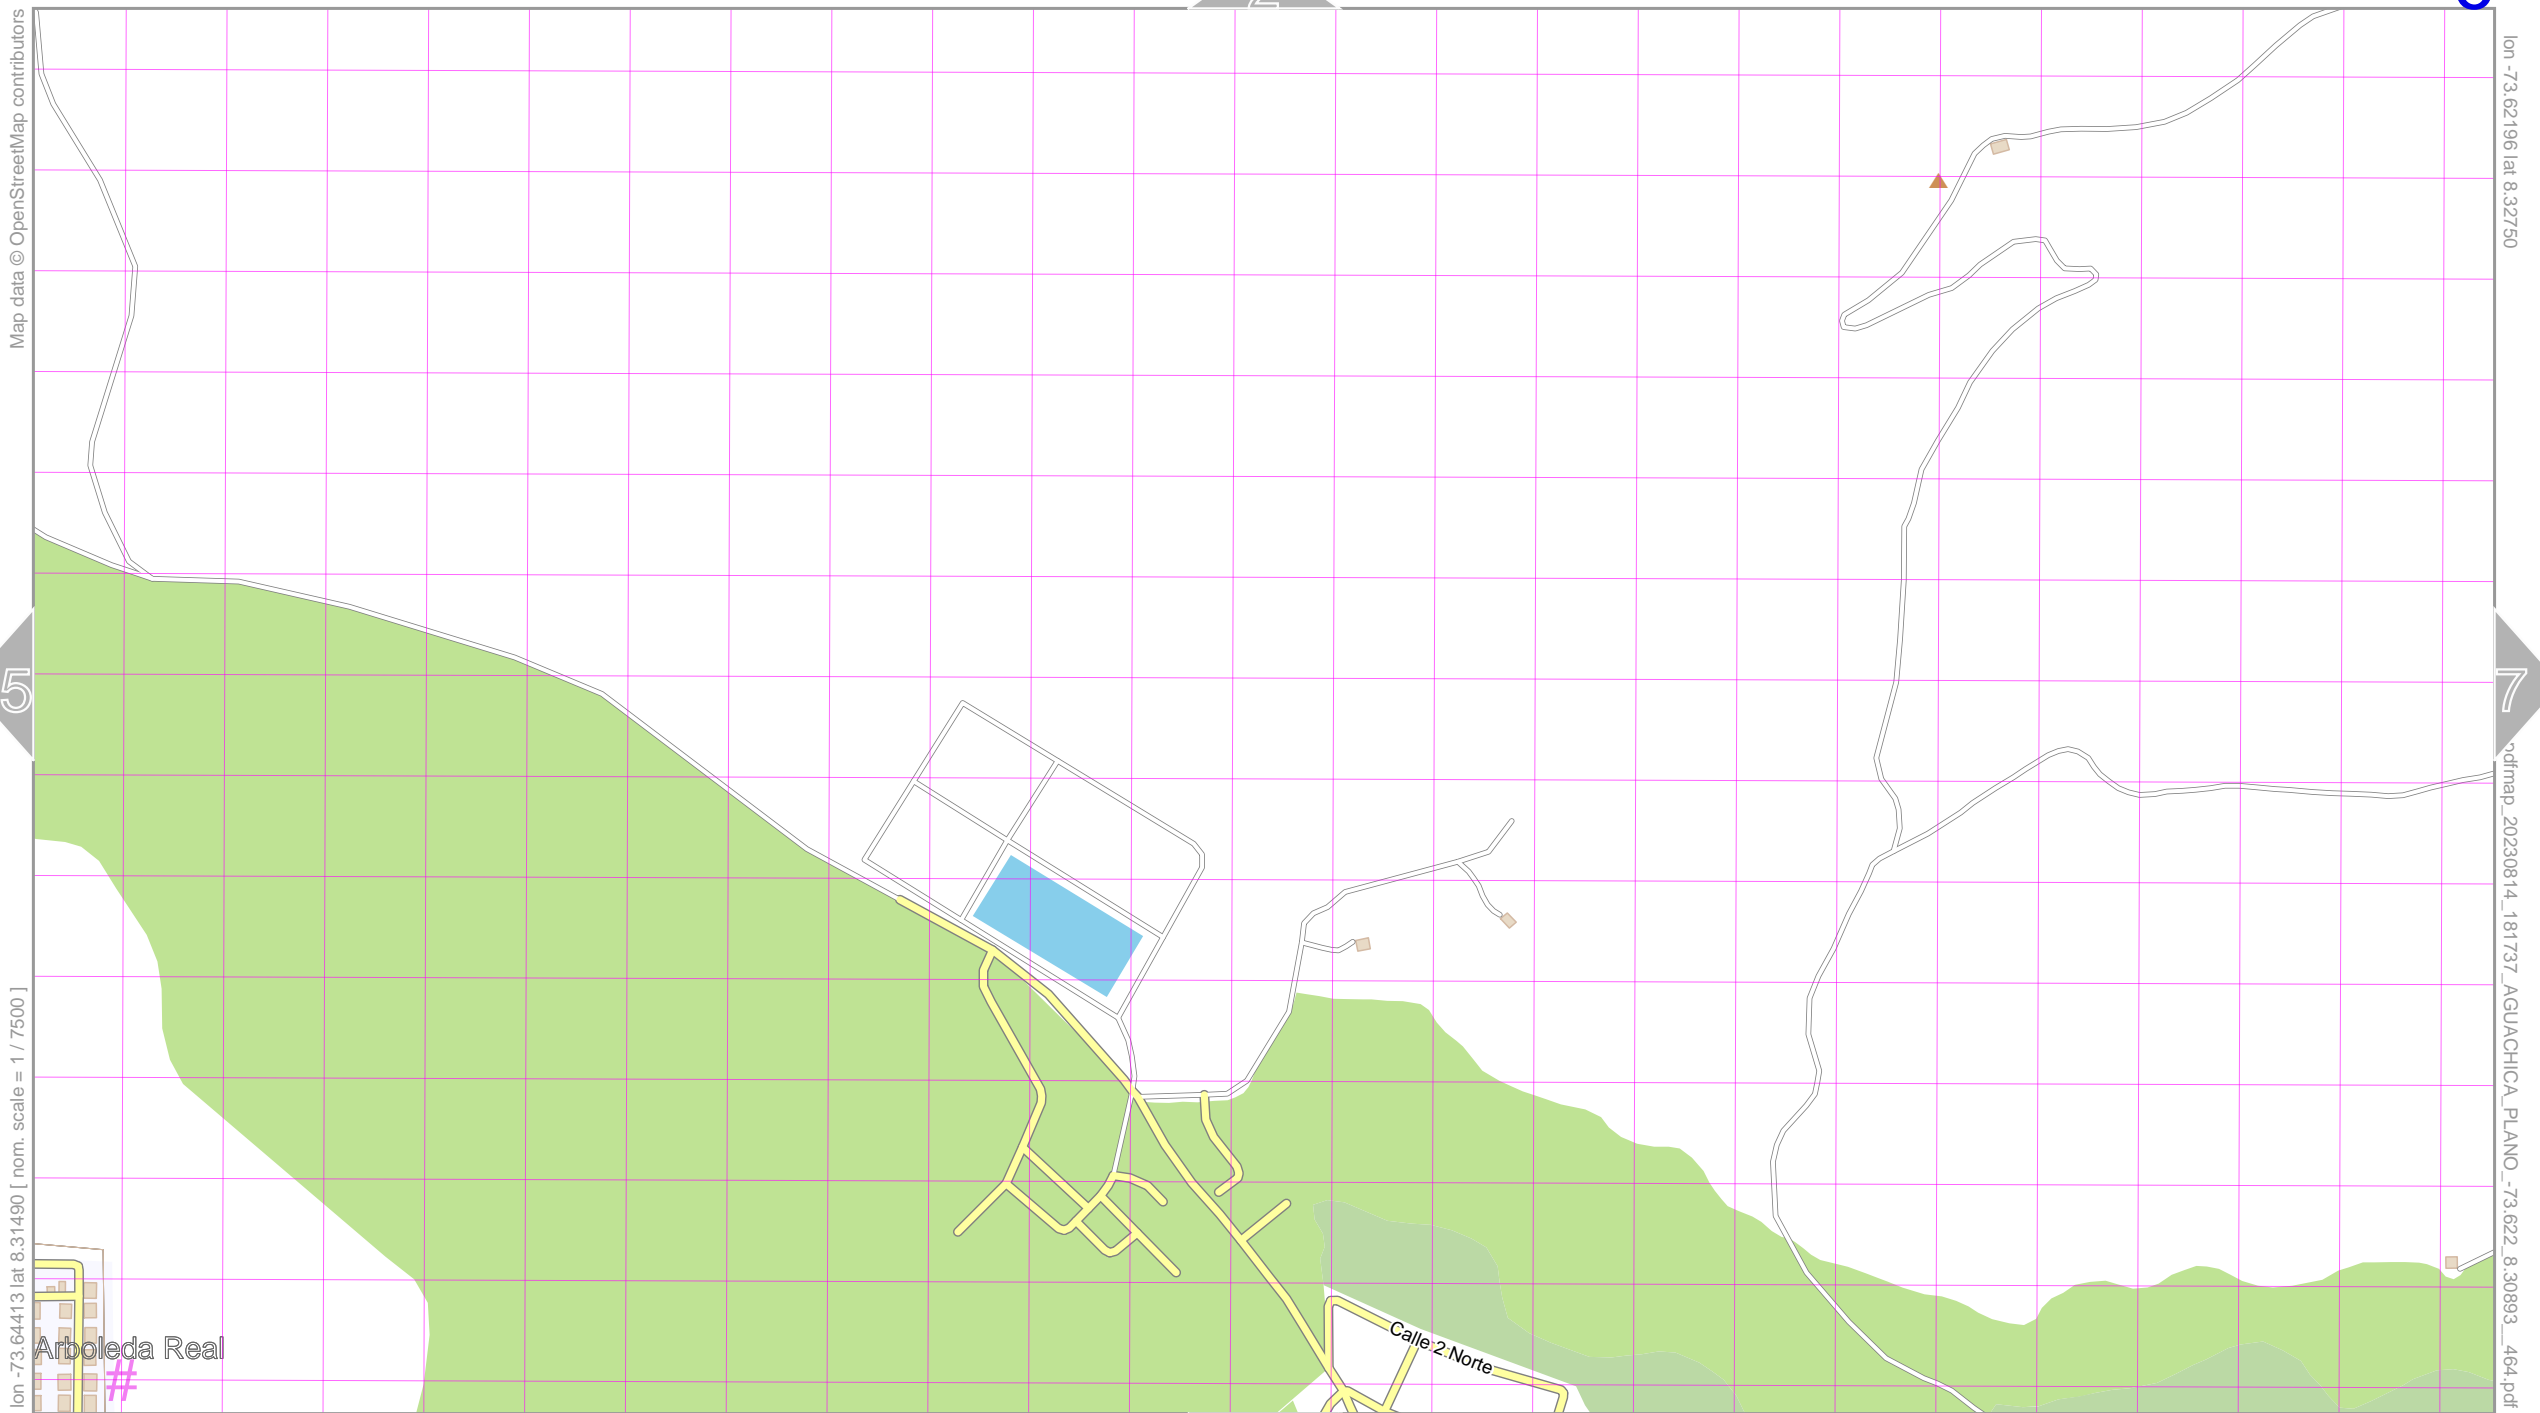 Map data © OpenStreetMap contributors
lon -73.62196 lat 8.32750
5
7
pdfmap_20230814_181737_AGUACHICA_PLANO_-73.622_8.30893__464.pdf
lon -73.64413 lat 8.31490 [ nom. scale = 1 / 7500 ]
Calle 2 Norte
Arboleda Real
#